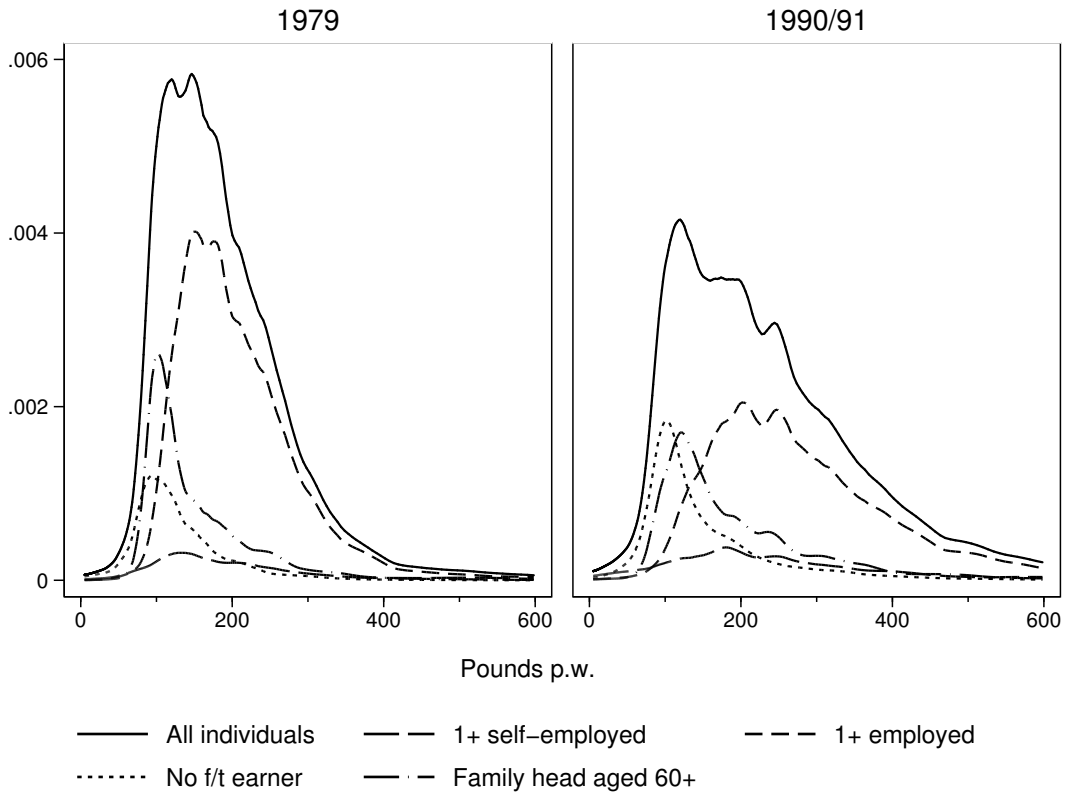 1979 1990/91
.006
.004
.002
0
0 200 400 600 0 200 400 600
Pounds p.w.
All individuals 1+ self−employed 1+ employed
No f/t earner Family head aged 60+